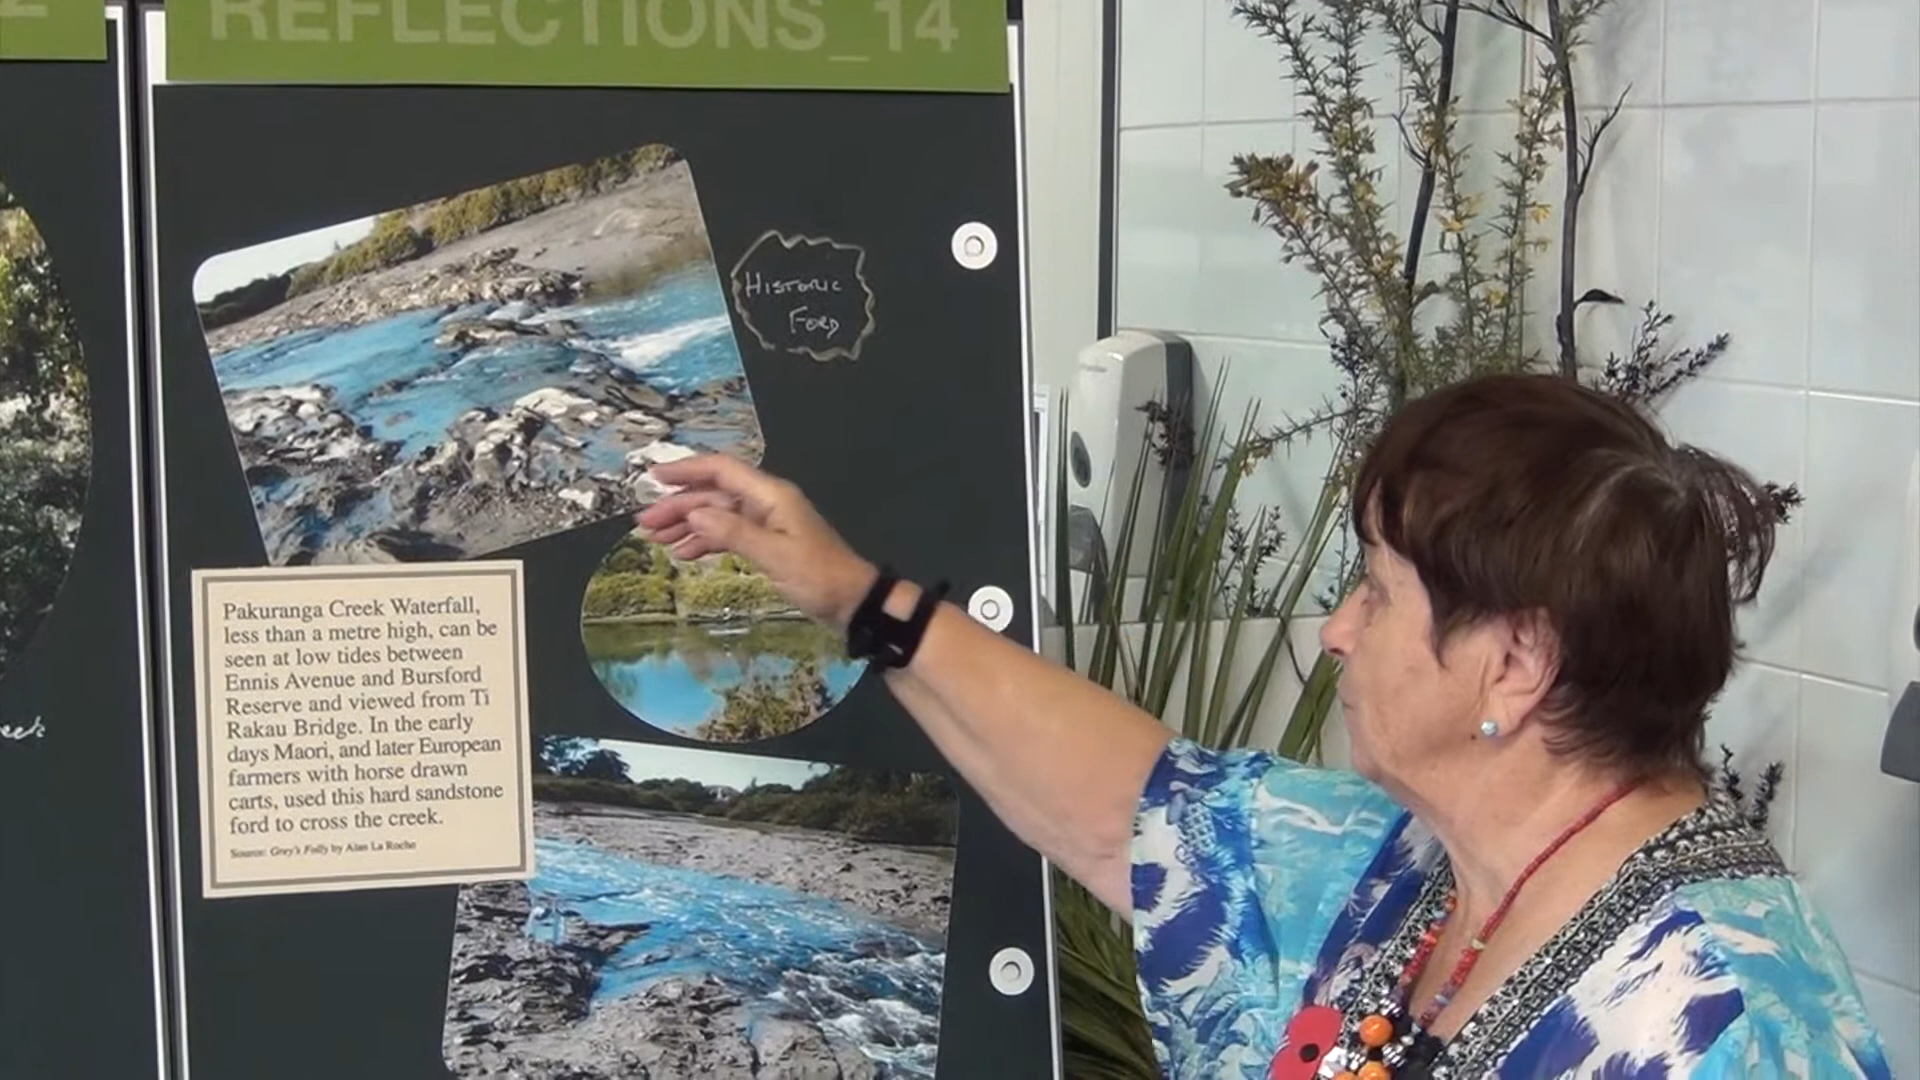 REFLECTIONS_14
HISTORIC
FORD
Pakuranga Creek Waterfall,
less than a metre high, can be
seen at low tides between
Ennis Avenue and Bursford
Reserve and viewed from Ti
Rakau Bridge. In the early
days Maori, and later European
farmers with horse drawn
carts, used this hard sandstone
ford to cross the creek.
Source: Grey's Folly by Alan La Roche